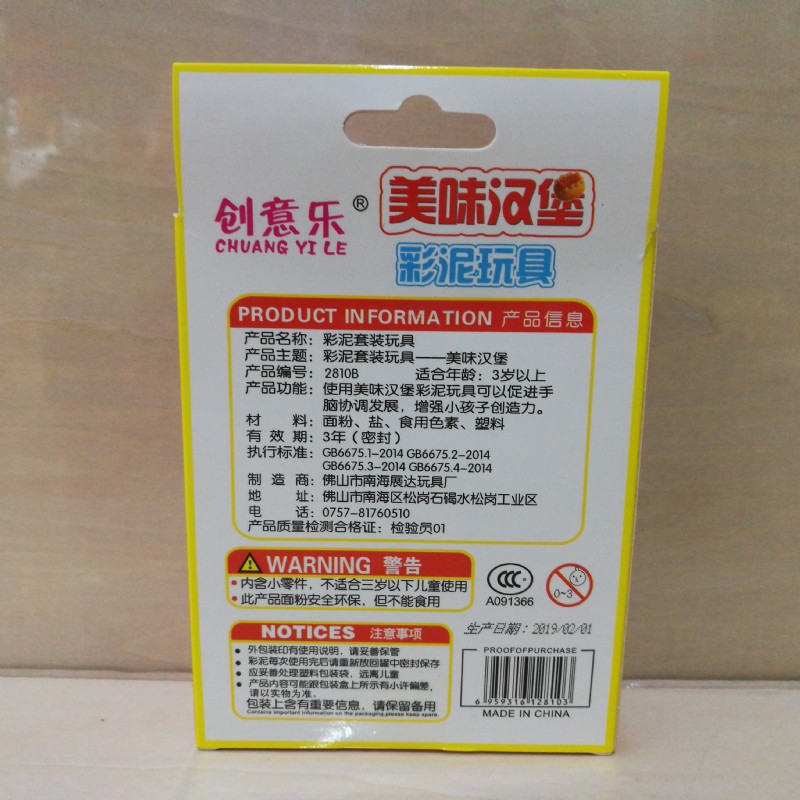 创意乐®
CHUANG YI LE
美味汉堡
彩泥玩具
PRODUCT INFORMATION 产品信息
产品名称：彩泥套装玩具
产品主题：彩泥套装玩具——美味汉堡
产品编号：2810B 适合年龄：3岁以上
产品功能：使用美味汉堡彩泥玩具可以促进手
脑协调发展，增强小孩子创造力。
材 料：面粉、盐、食用色素、塑料
有 效 期：3年（密封）
执行标准：GB6675.1-2014 GB6675.2-2014
GB6675.3-2014 GB6675.4-2014
制 造 商：佛山市南海展达玩具厂
地 址：佛山市南海区松岗石碣水松岗工业区
电 话：0757-81760510
产品质量检测合格证：检验员01
WARNING 警告
• 内含小零件，不适合三岁以下儿童使用
• 此产品面粉安全环保，但不能食用
CCC
A091366
0-3
生产日期：2019/02/01
NOTICES 注意事项
• 外包装印有使用说明，请妥善保管
• 彩泥每次使用完后请重新放回罐中密封保存
• 应妥善处理塑料包装袋，远离儿童
• 产品内容可能跟包装盒上所示有小许偏差，
请以实物为准。
包装上含有重要信息，请保留备用
Contains important information on the packaging,please keep spare.
PROOFOFPURCHASE
6 959316 128103
MADE IN CHINA